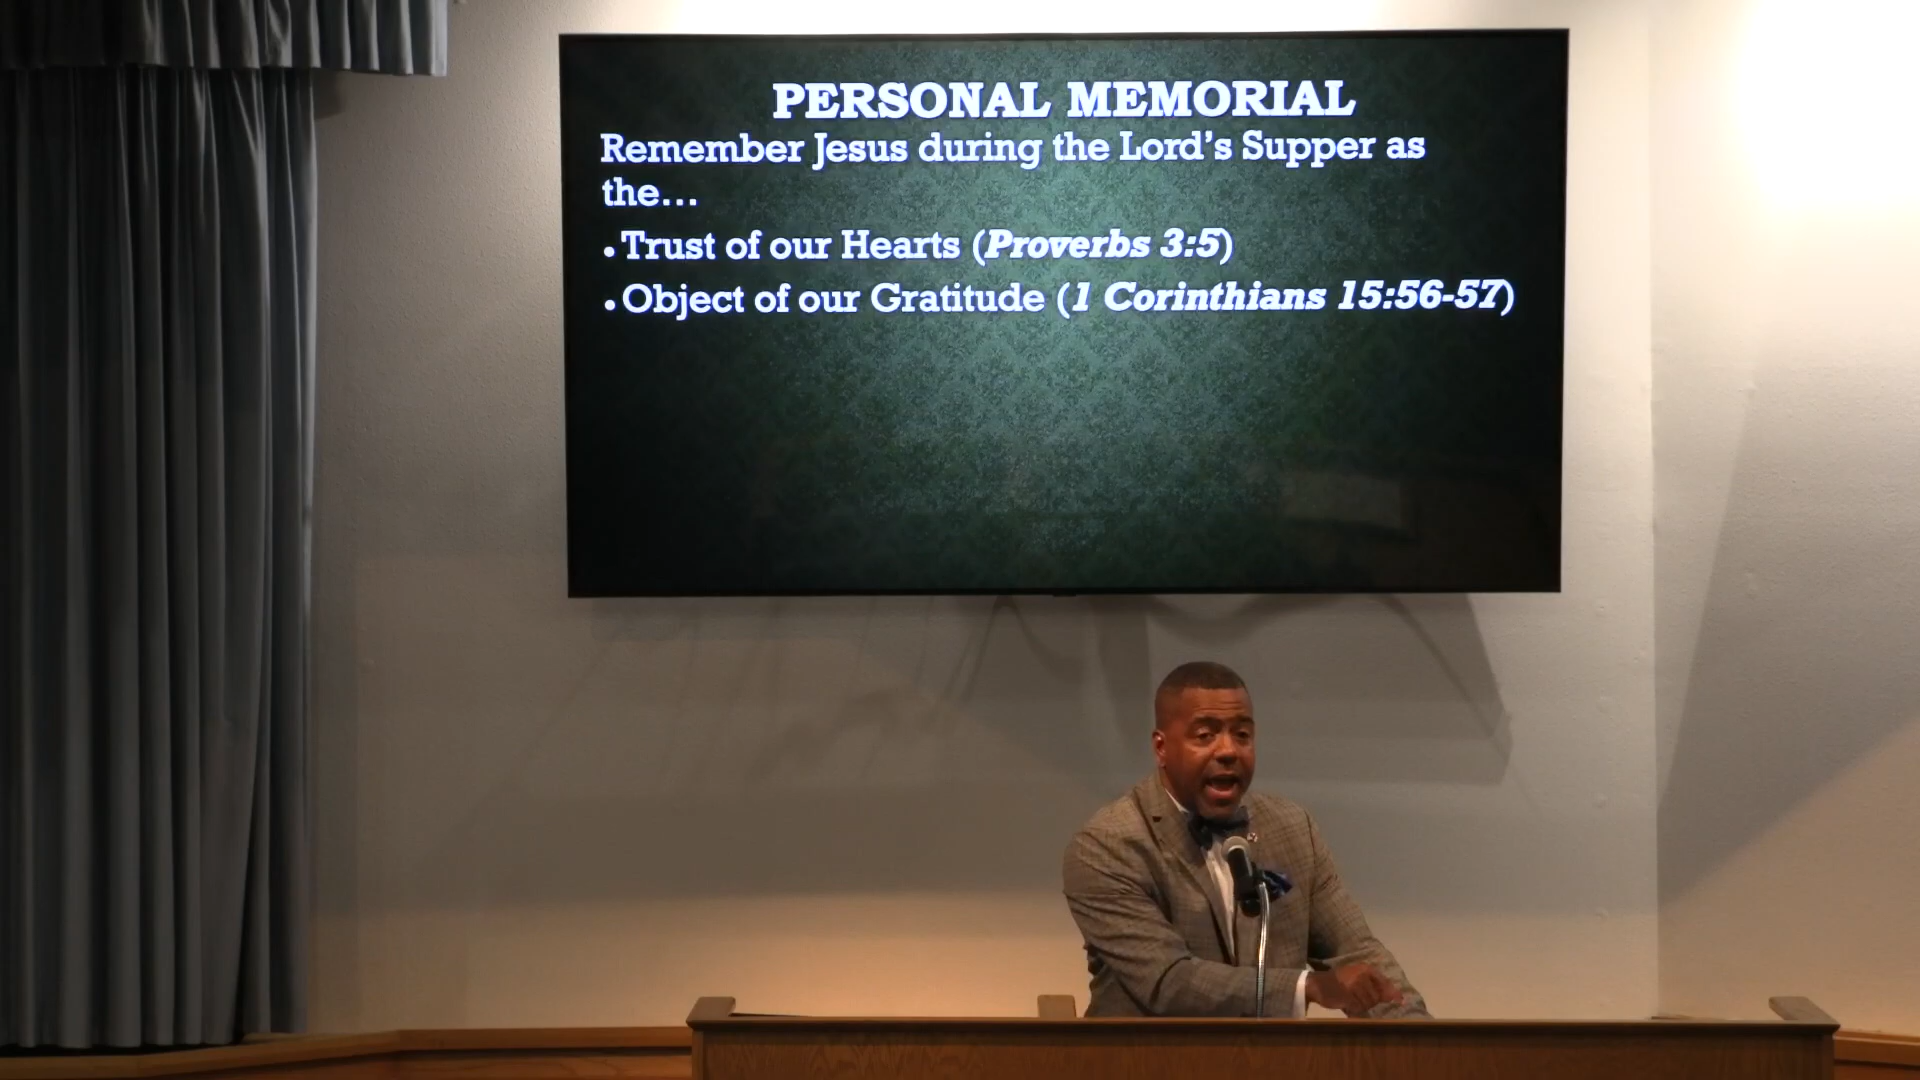 PERSONAL MEMORIAL
Remember Jesus during the Lord’s Supper as
the…
• Trust of our Hearts (Proverbs 3:5)
• Object of our Gratitude (1 Corinthians 15:56-57)